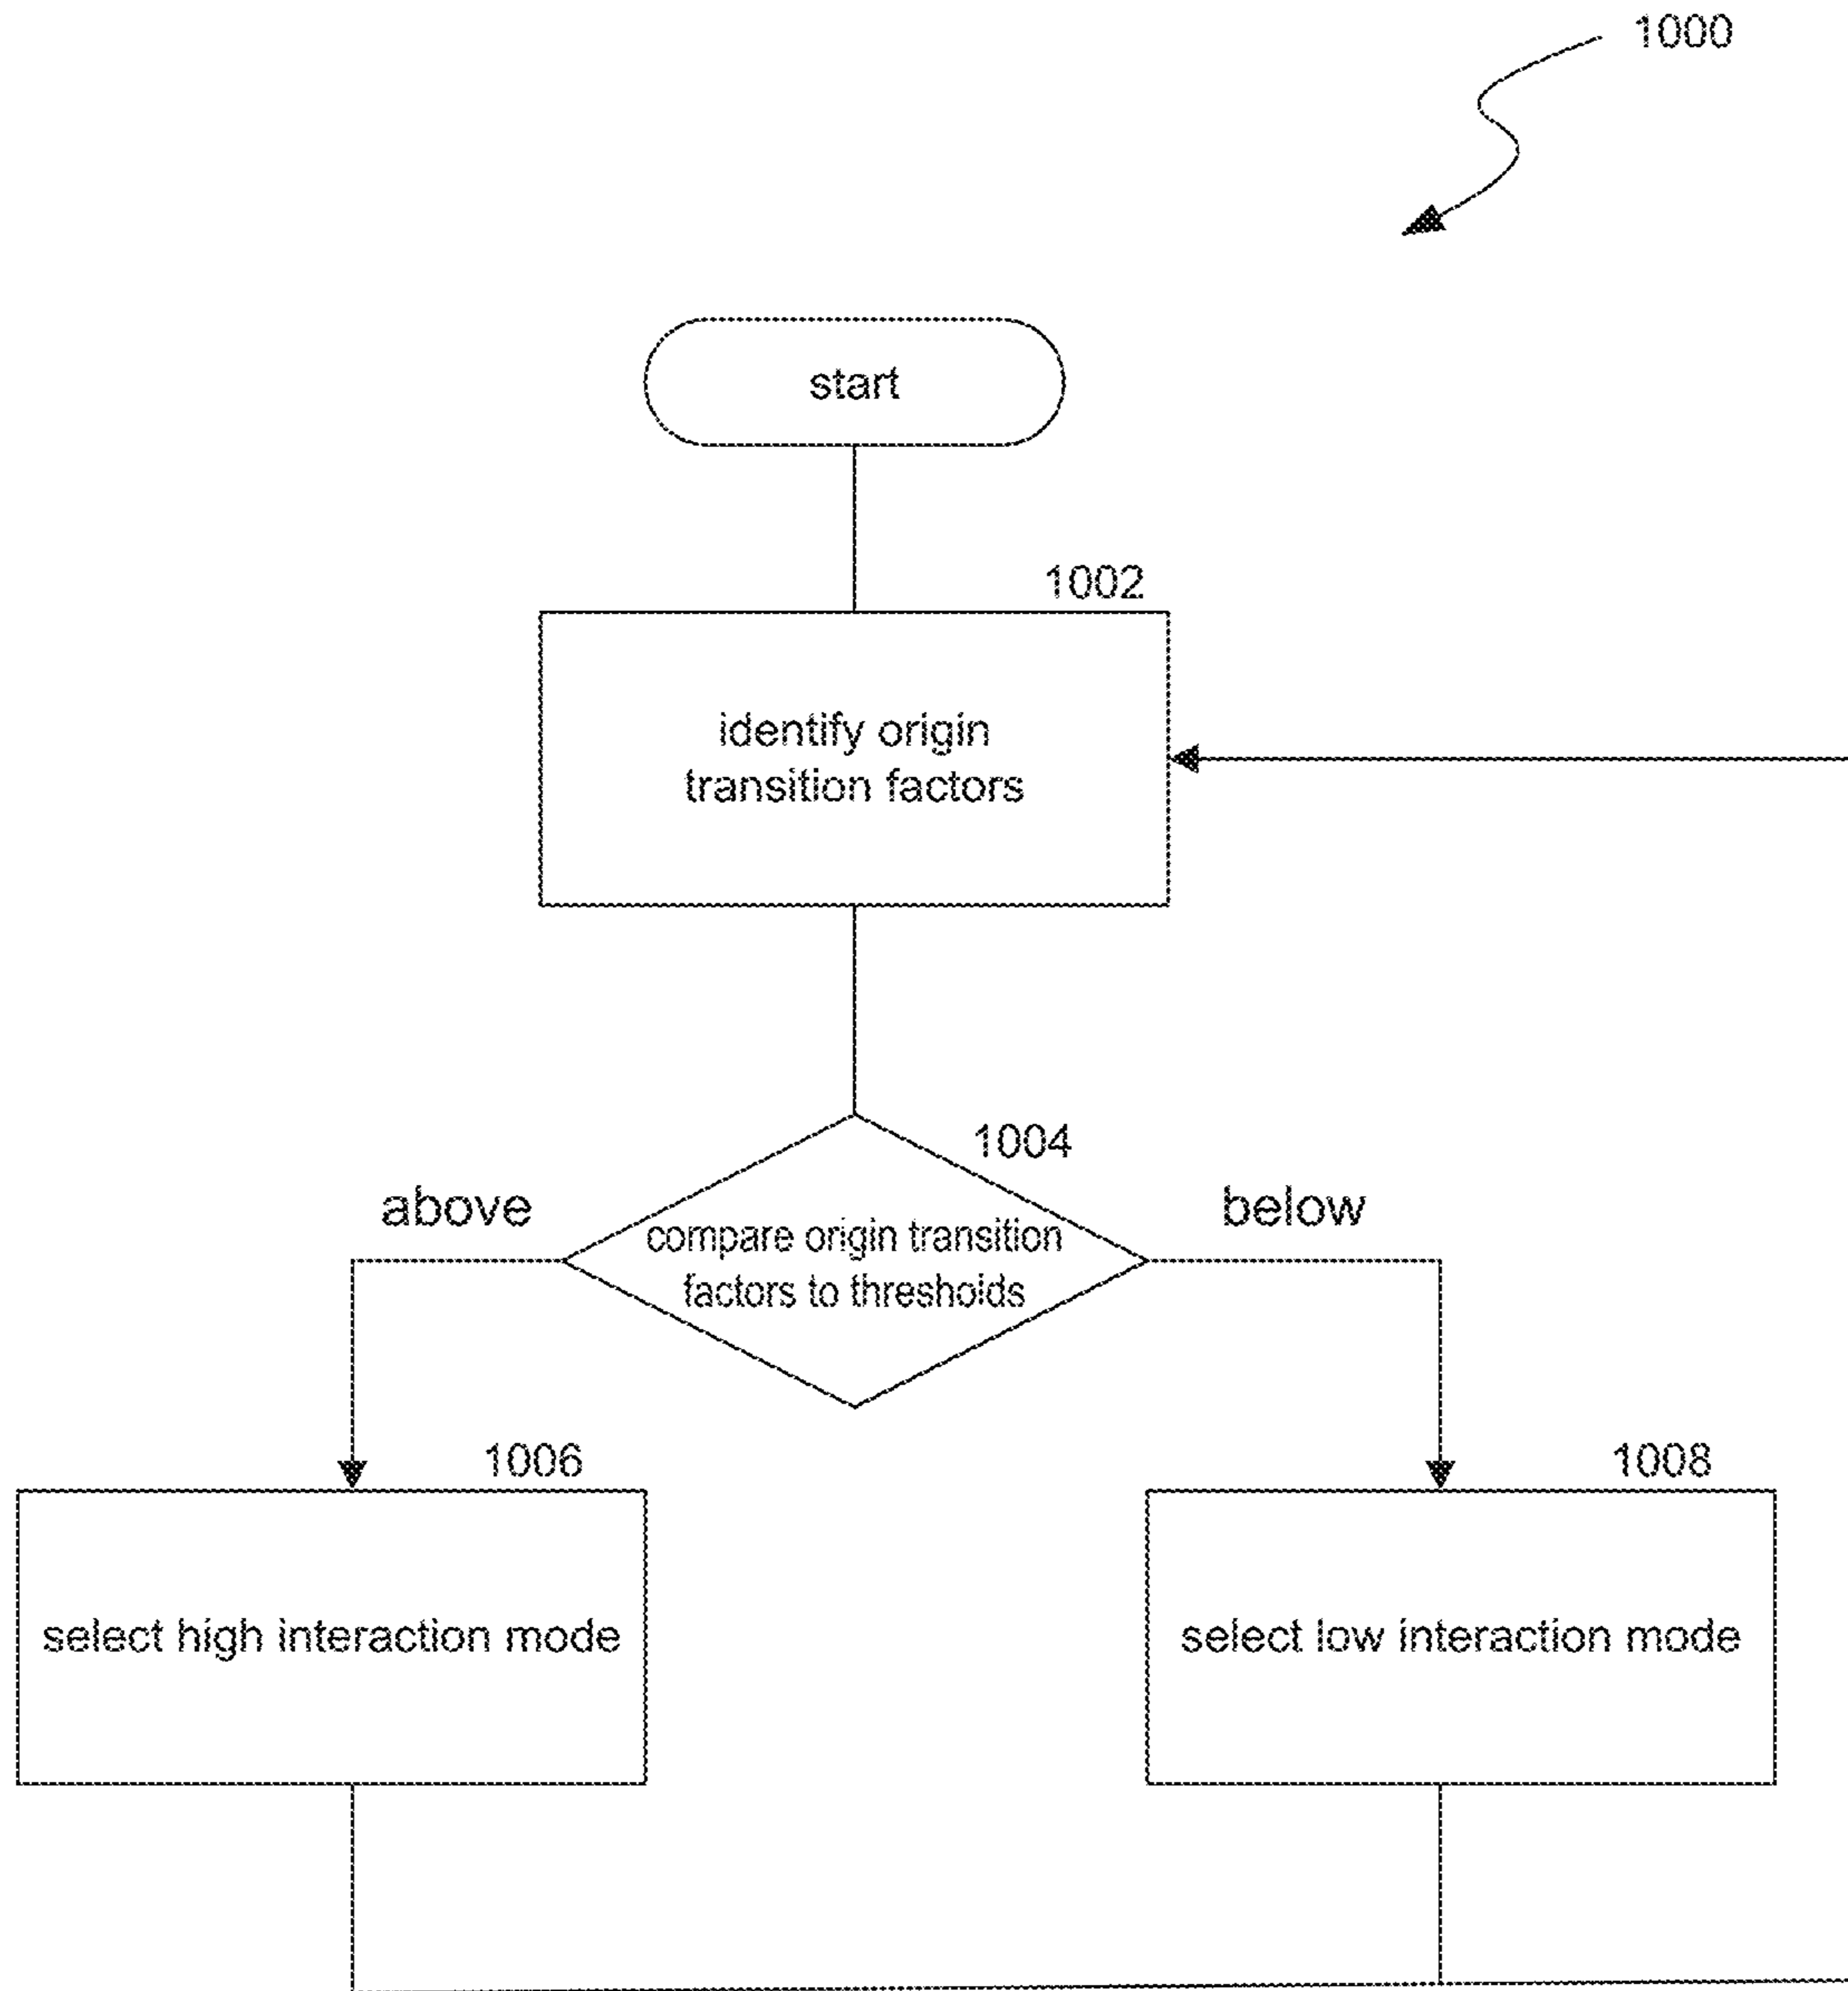 1000
start
1002
identify origin
transition factors
1004
above
below
compare origin transition
factors to thresholds
1006
1008
select high interaction mode
select low interaction mode